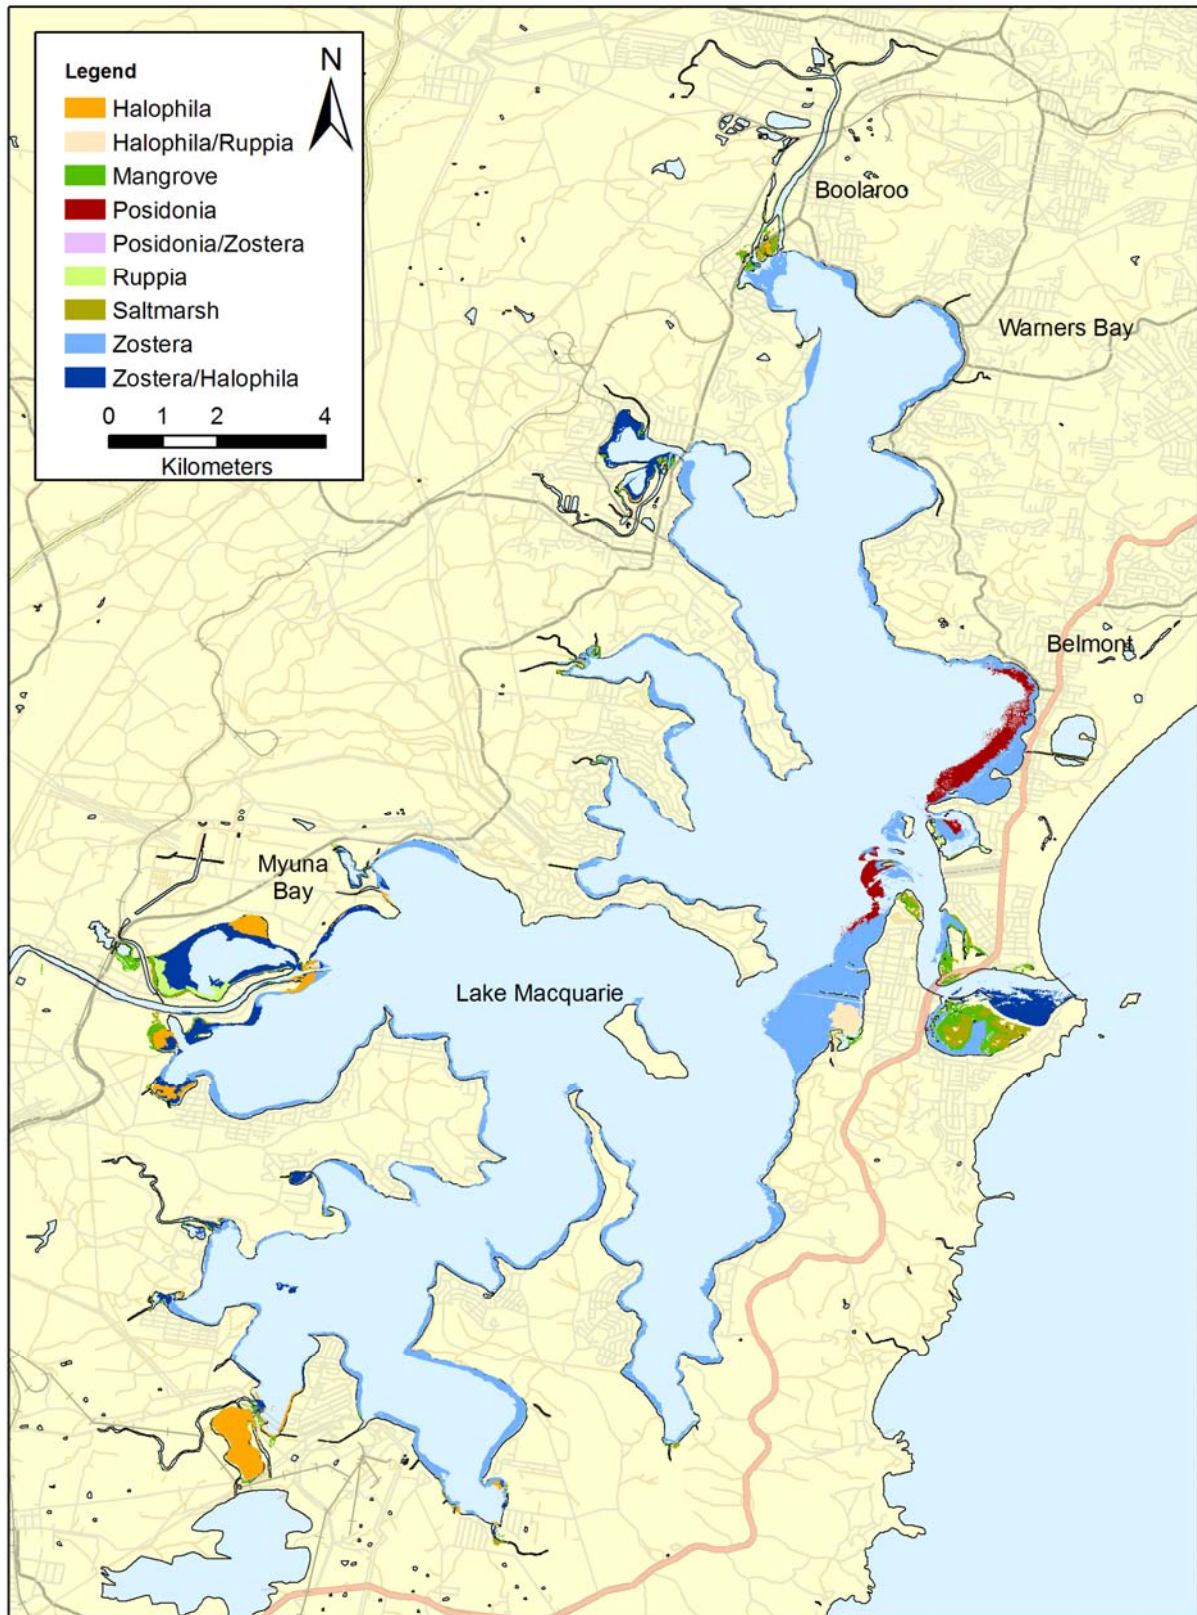 Legend
N
Halophila
Halophila/Ruppia
Mangrove
Posidonia
Posidonia/Zostera
Ruppia
Saltmarsh
Zostera
Zostera/Halophila
0 1 2 4
Kilometers
Boolaroo
Warners Bay
Belmont
Myuna
Bay
Lake Macquarie